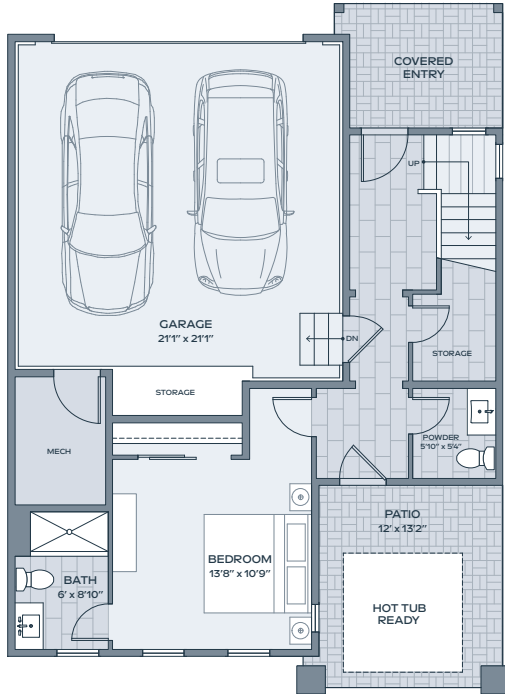 COVERED
ENTRY
UP
GARAGE
21'1" x 21'1"
DN
STORAGE
STORAGE
MECH
POWDER
5'10" x 5'4"
PATIO
12' x 13'2"
BEDROOM
13'8" x 10'9"
BATH
6' x 8'10"
HOT TUB
READY